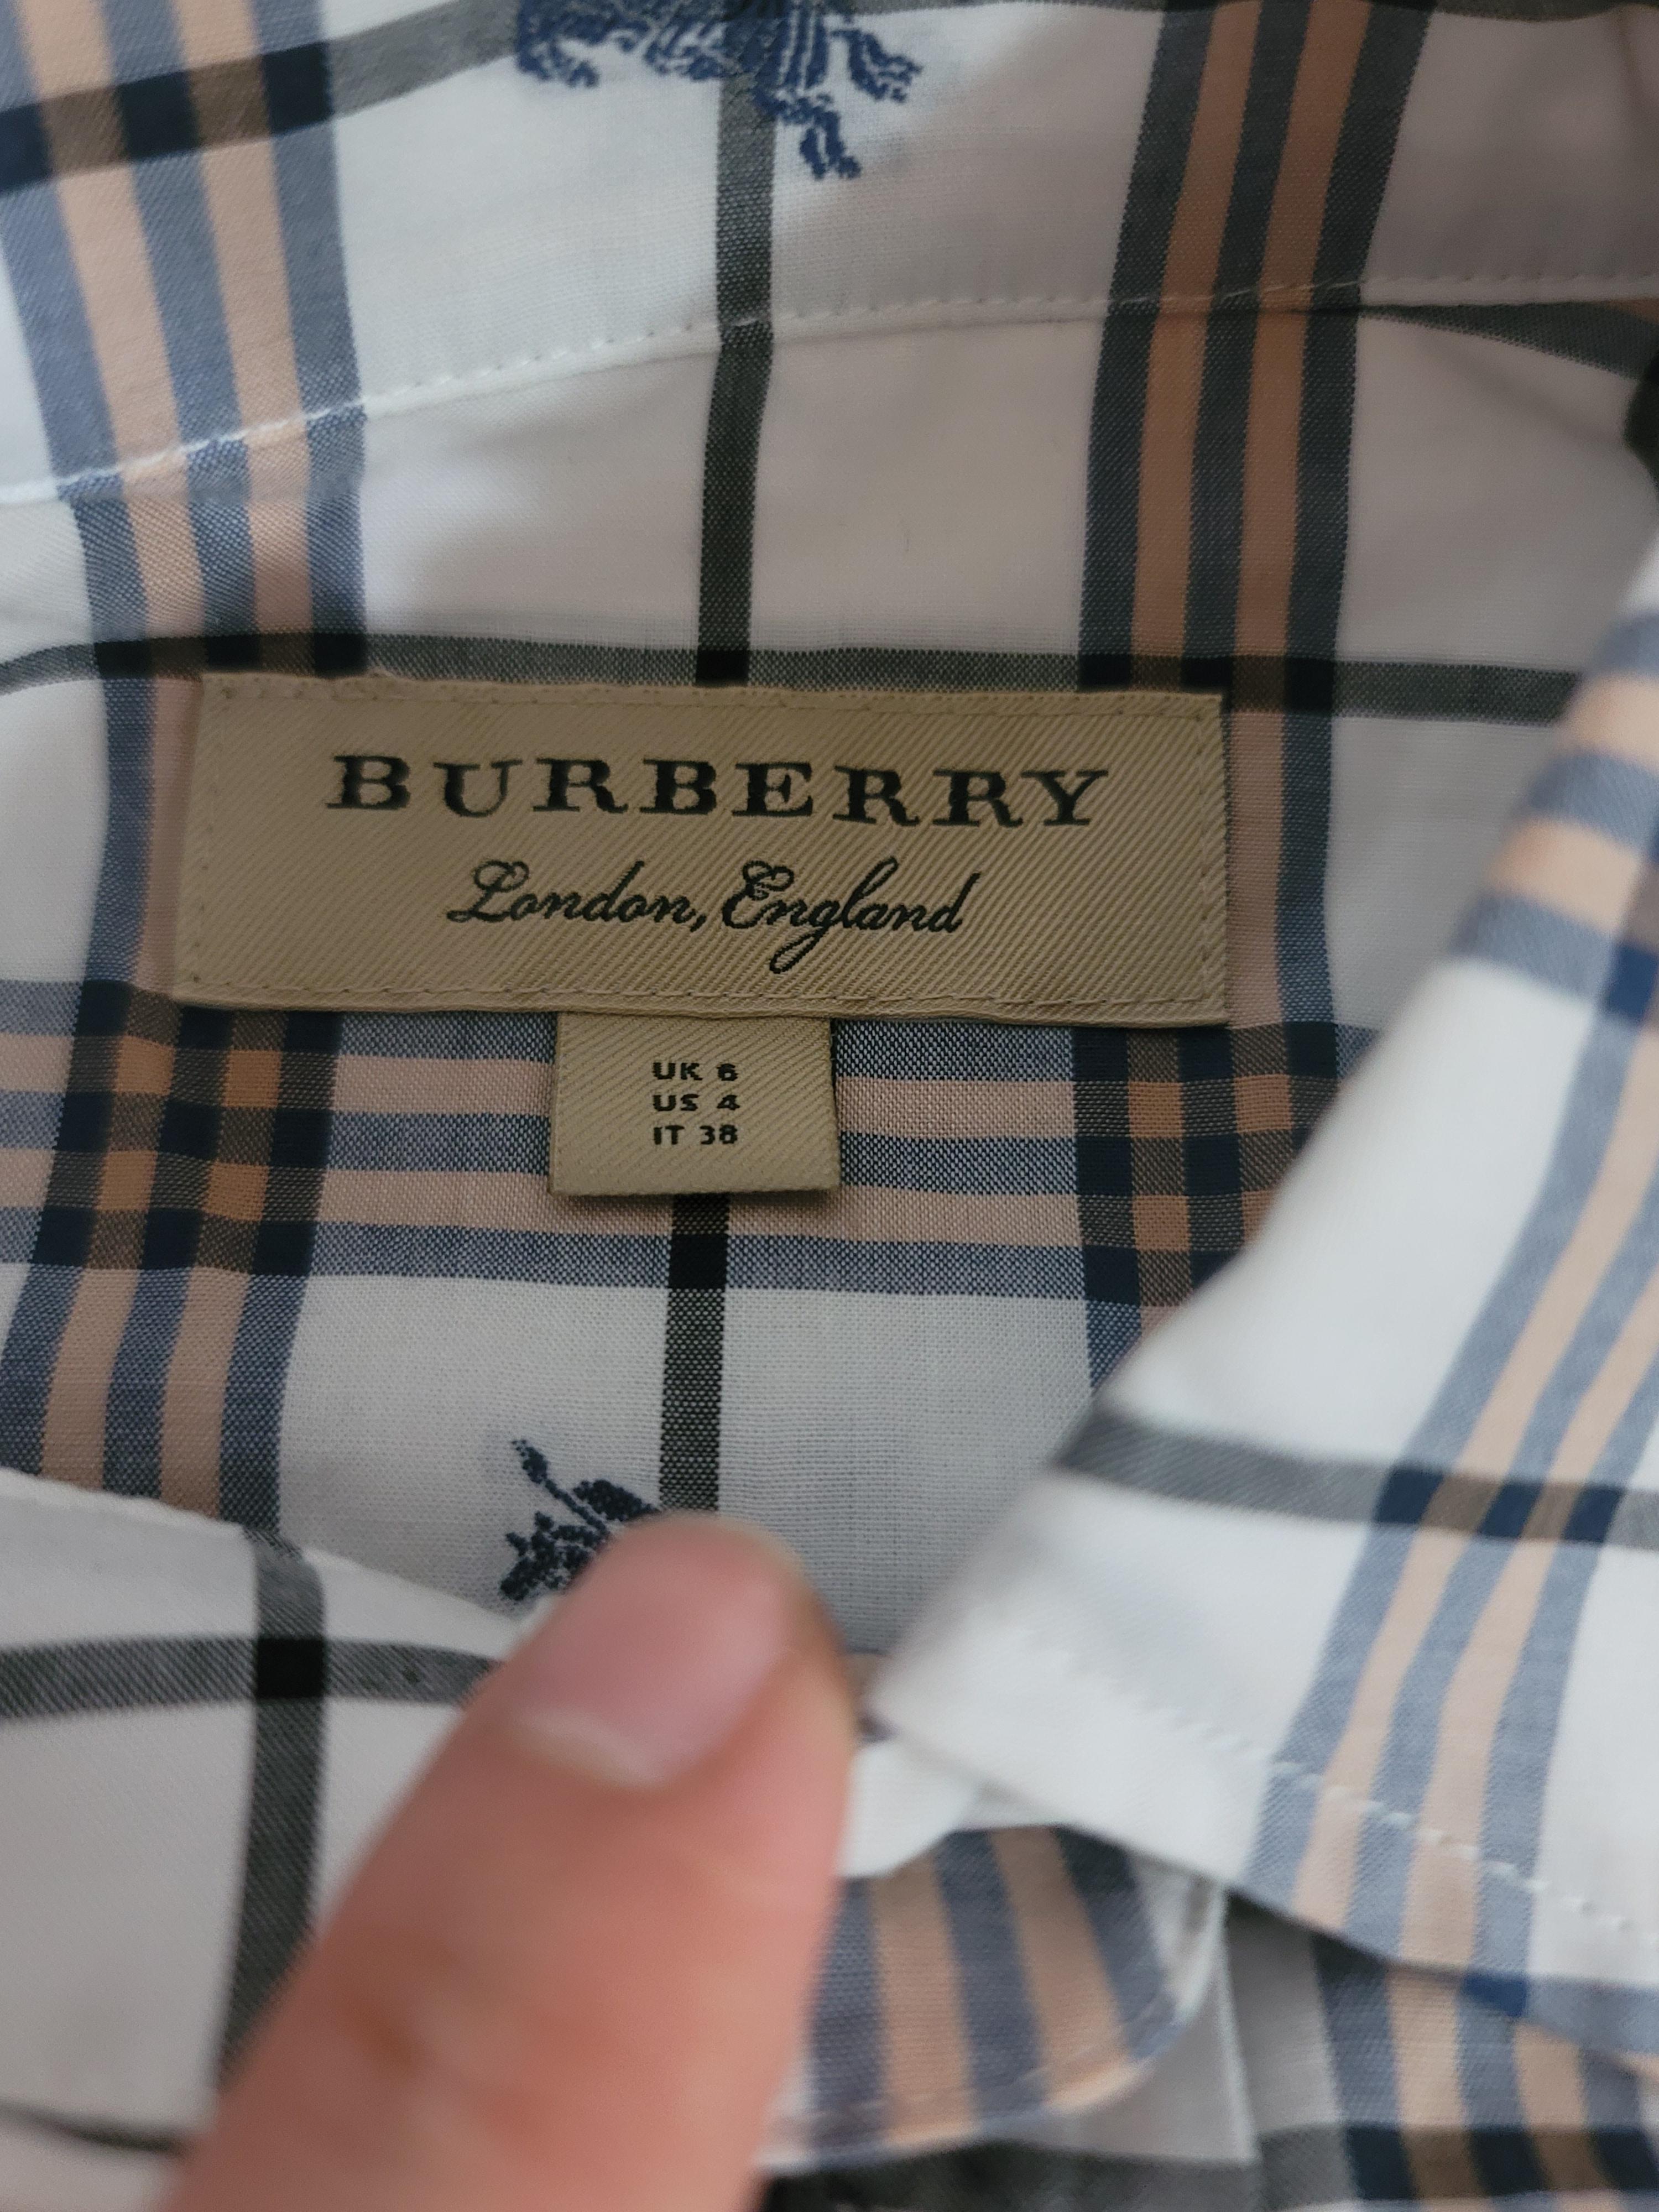 BURBERRY
London, England
UK 6
US 4
IT 38